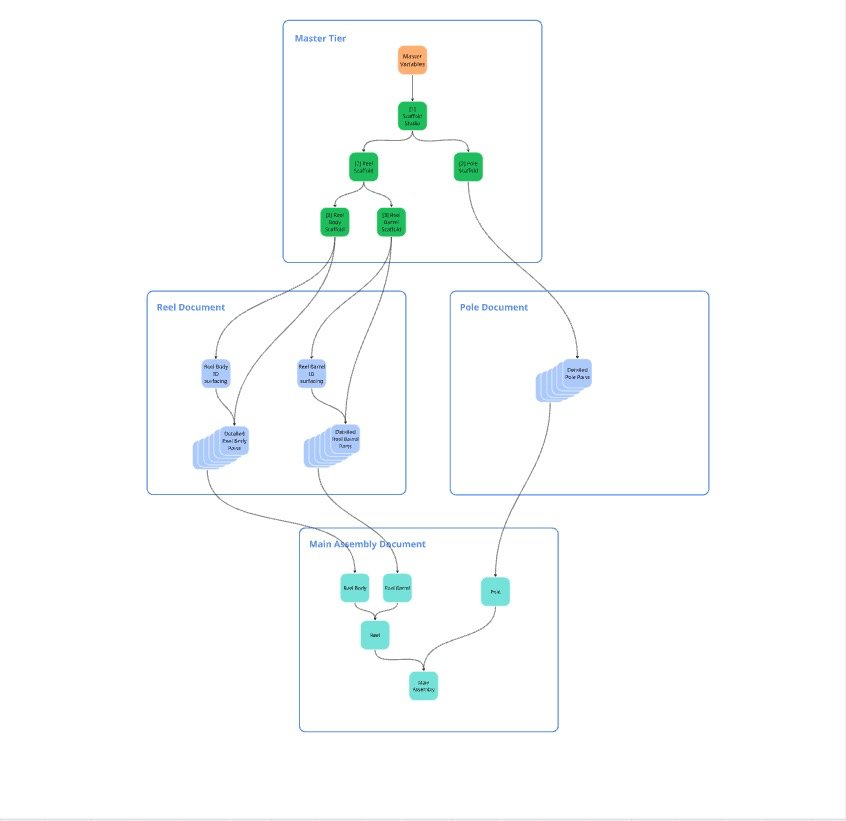 Master Tier
Master
Variables
[1]
Scaffold
Studio
[2] Reel
Scaffold
[2] Pole
Scaffold
[3] Reel
Body
Scaffold
[3] Reel
Barrel
Scaffold
Reel Document
Pole Document
Reel Body
ID
surfacing
Reel Barrel
ID
surfacing
Detailed
Pole Parts
Detailed
Reel Body
Parts
Detailed
Reel Barrel
Parts
Main Assembly Document
Reel Body
Reel Barrel
Pole
Reel
Main
Assembly